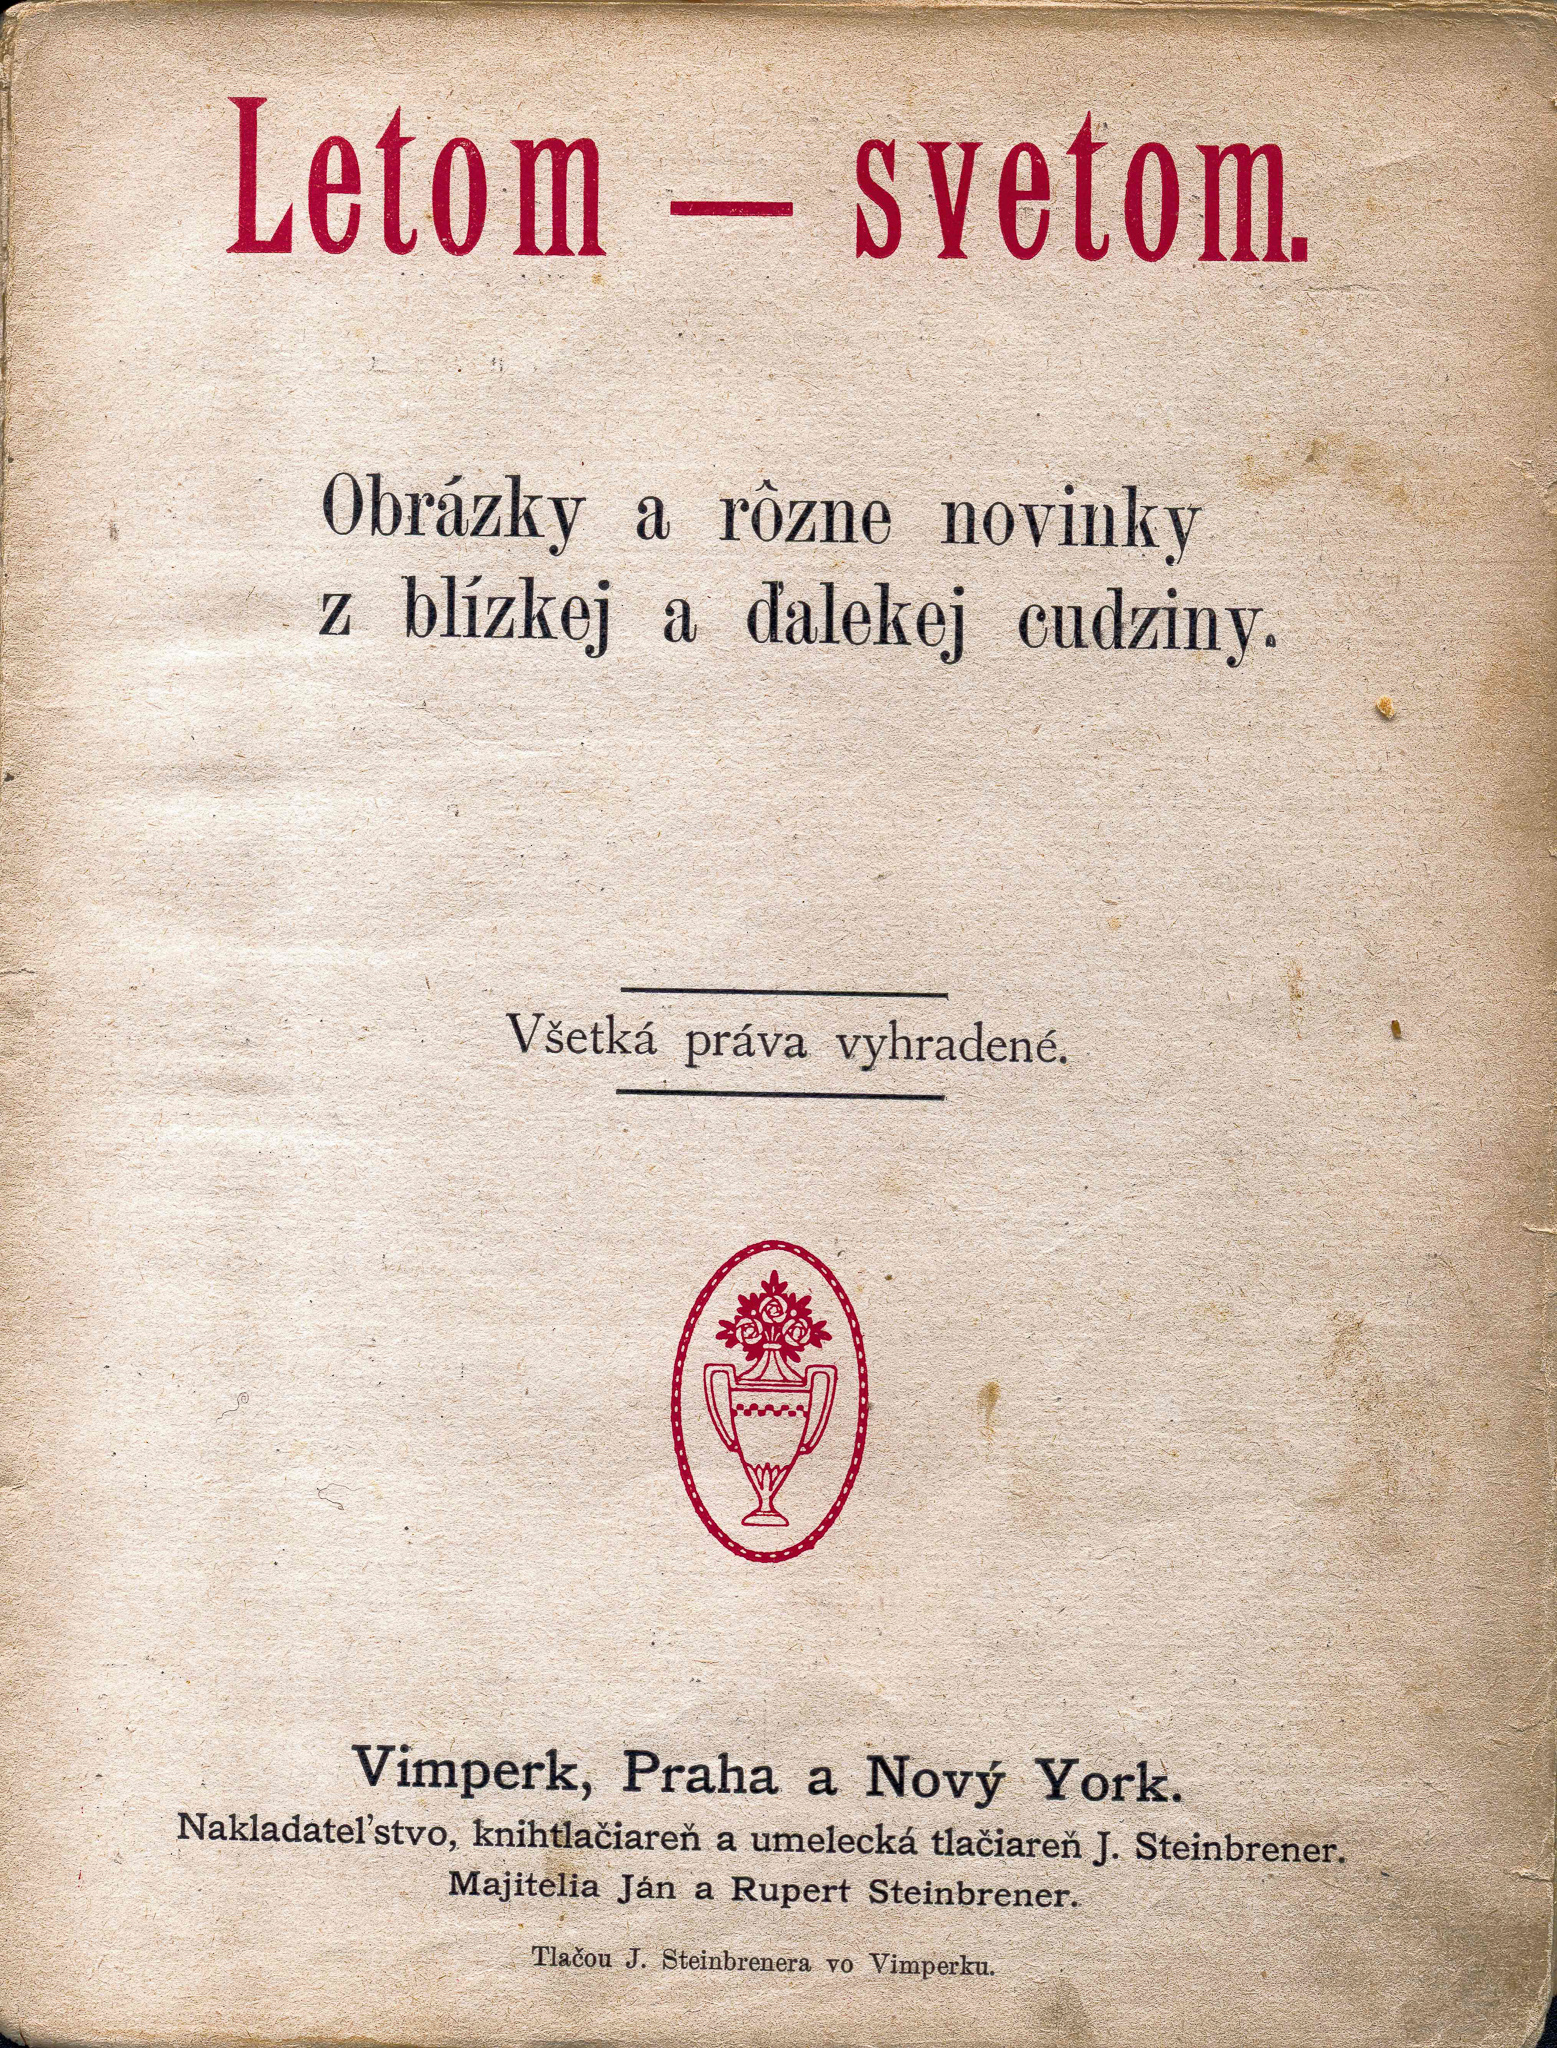 Letom — svetom.
Obrázky a rôzne novinky
z blízkej a ďalekej cudziny.
Všetká práva vyhradené.
Vimperk, Praha a Nový York.
Nakladateľstvo, knihtlačiareň a umelecká tlačiareň J. Steinbrener.
Majitelia Ján a Rupert Steinbrener.
Tlačou J. Steinbrenera vo Vimperku.